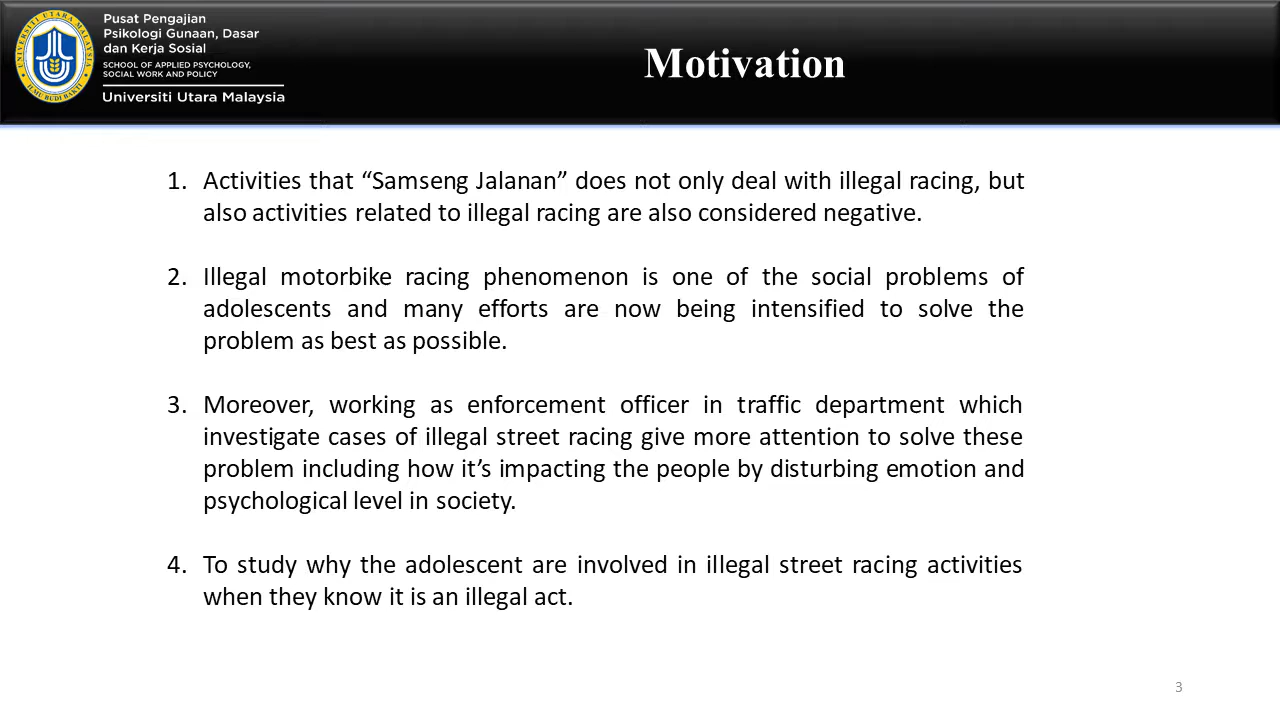 UNIVERSITI UTARA MALAYSIA
ILMU BUDI BAKTI
Pusat Pengajian
Psikologi Gunaan, Dasar
dan Kerja Sosial
SCHOOL OF APPLIED PSYCHOLOGY,
SOCIAL WORK AND POLICY
Universiti Utara Malaysia
Motivation
1. Activities that “Samseng Jalanan” does not only deal with illegal racing, but
also activities related to illegal racing are also considered negative.
2. Illegal motorbike racing phenomenon is one of the social problems of
adolescents and many efforts are now being intensified to solve the
problem as best as possible.
3. Moreover, working as enforcement officer in traffic department which
investigate cases of illegal street racing give more attention to solve these
problem including how it’s impacting the people by disturbing emotion and
psychological level in society.
4. To study why the adolescent are involved in illegal street racing activities
when they know it is an illegal act.
3